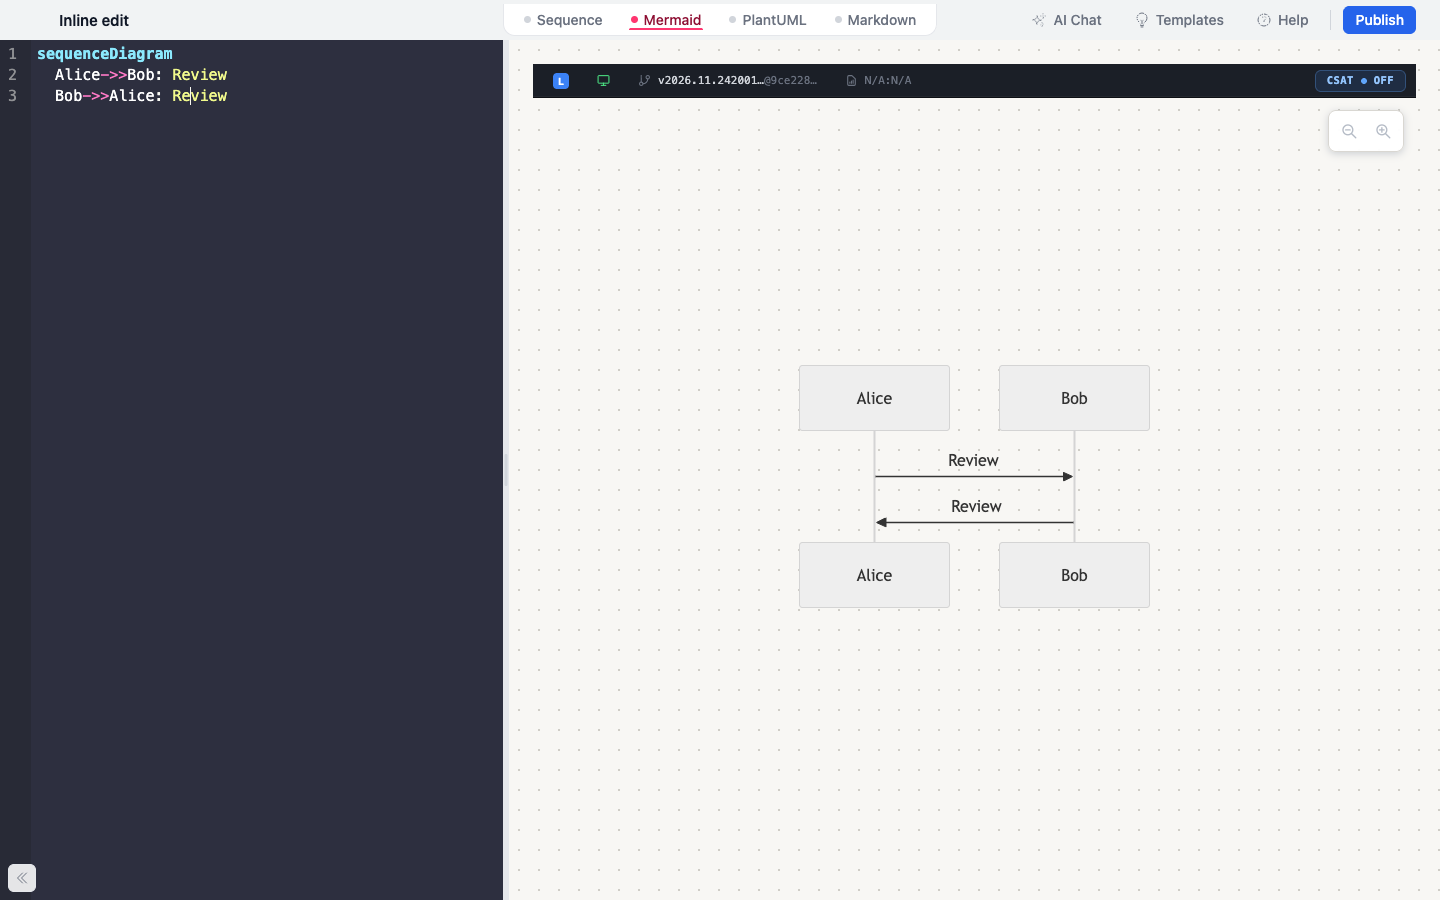 Inline edit
Sequence
Mermaid
PlantUML
Markdown
AI Chat
Templates
Help
Publish
1 sequenceDiagram
2 Alice->>Bob: Review
3 Bob->>Alice: Review
L
v2026.11.242001…@9ce228…
N/A:N/A
CSAT OFF
Alice
Bob
Review
Review
Alice
Bob